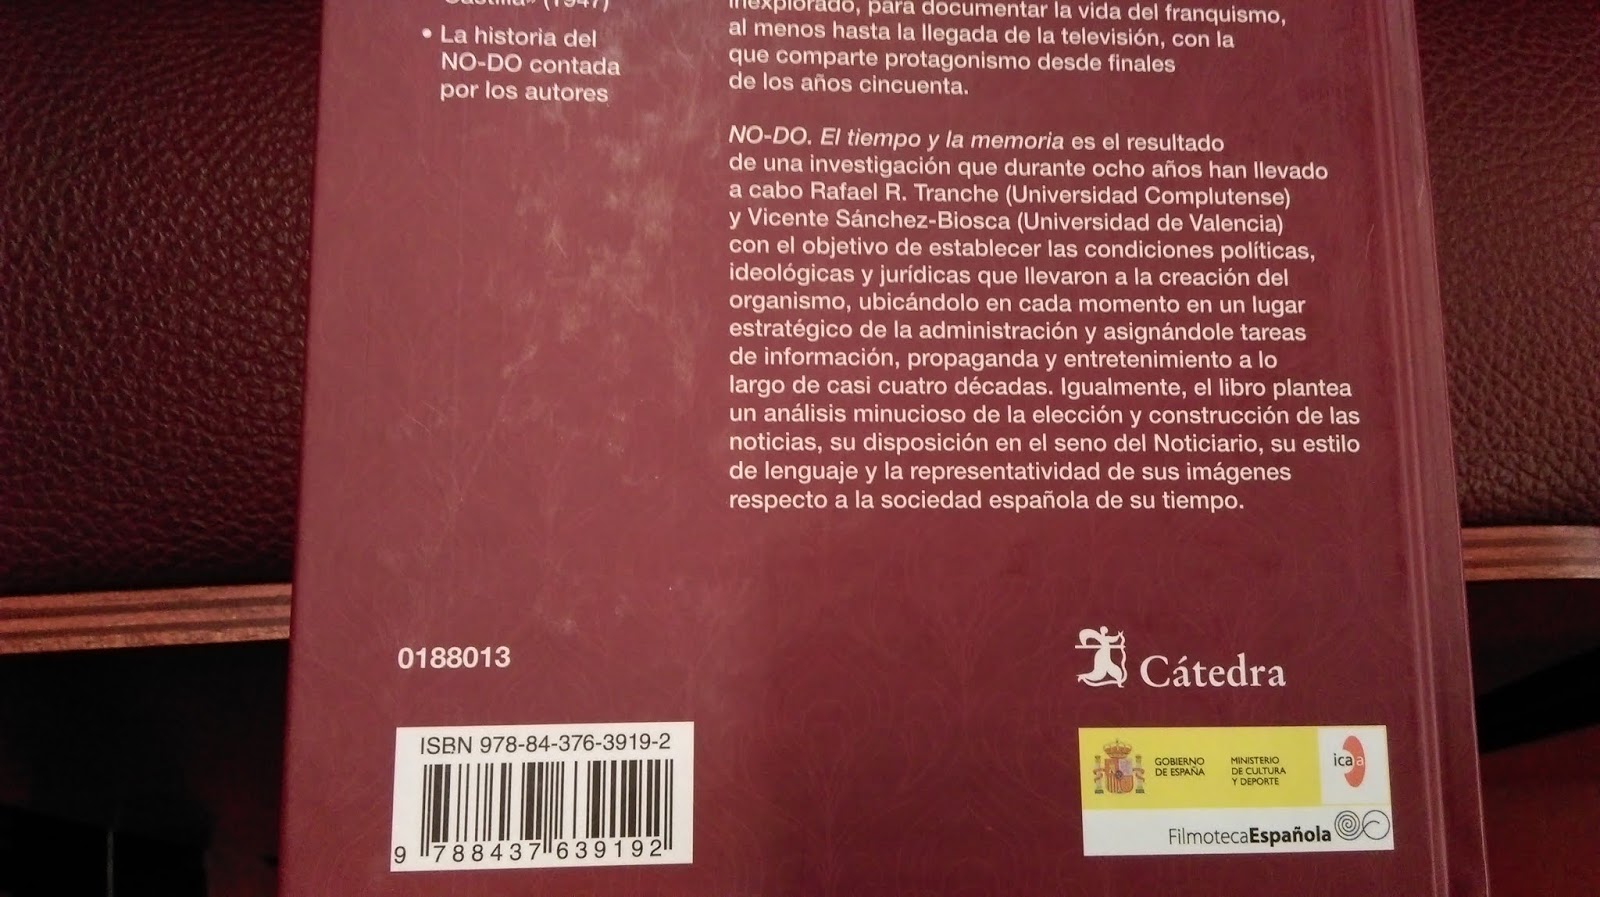 Castilla» (1947)
• La historia del
NO-DO contada
por los autores
inexplorado, para documentar la vida del franquismo,
al menos hasta la llegada de la televisión, con la
que comparte protagonismo desde finales
de los años cincuenta.
NO-DO. El tiempo y la memoria es el resultado
de una investigación que durante ocho años han llevado
a cabo Rafael R. Tranche (Universidad Complutense)
y Vicente Sánchez-Biosca (Universidad de Valencia)
con el objetivo de establecer las condiciones políticas,
ideológicas y jurídicas que llevaron a la creación del
organismo, ubicándolo en cada momento en un lugar
estratégico de la administración y asignándole tareas
de información, propaganda y entretenimiento a lo
largo de casi cuatro décadas. Igualmente, el libro plantea
un análisis minucioso de la elección y construcción de las
noticias, su disposición en el seno del Noticiario, su estilo
de lenguaje y la representatividad de sus imágenes
respecto a la sociedad española de su tiempo.
0188013
Cátedra
ISBN 978-84-376-3919-2
9 788437 639192
GOBIERNO
DE ESPAÑA
MINISTERIO
DE CULTURA
Y DEPORTE
icaa
FilmotecaEspañola